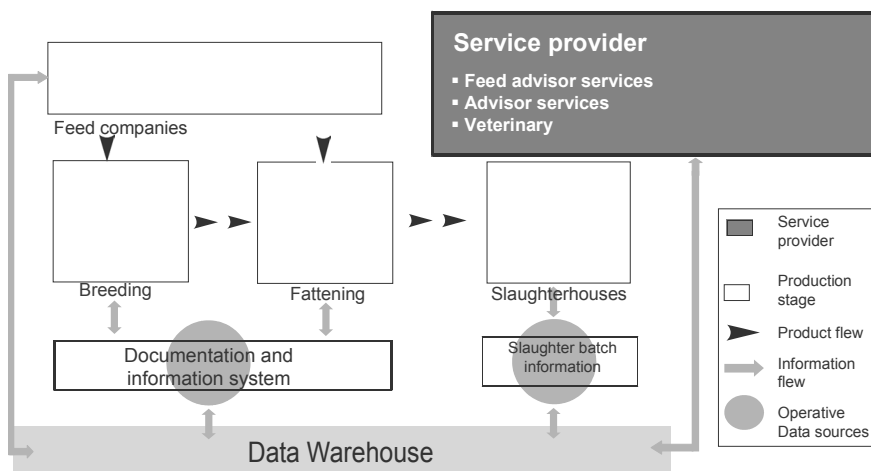 Service provider
▪ Feed advisor services
▪ Advisor services
▪ Veterinary
Feed companies
Breeding
Fattening
Slaughterhouses
Documentation and
information system
Slaughter batch
information
Data Warehouse
Service
provider
Production
stage
Product flew
Information
flew
Operative
Data sources